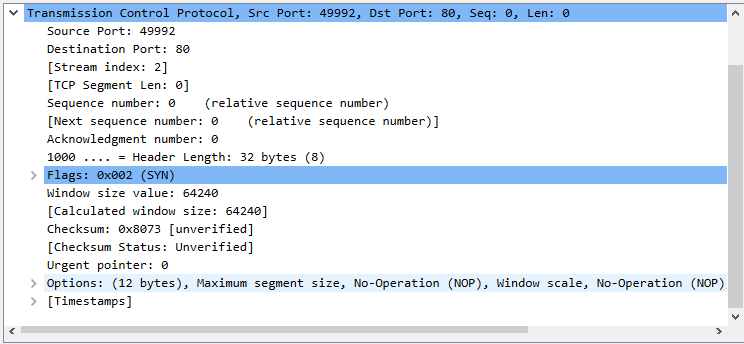 Transmission Control Protocol, Src Port: 49992, Dst Port: 80, Seq: 0, Len: 0
Source Port: 49992
Destination Port: 80
[Stream index: 2]
[TCP Segment Len: 0]
Sequence number: 0    (relative sequence number)
[Next sequence number: 0    (relative sequence number)]
Acknowledgment number: 0
1000 .... = Header Length: 32 bytes (8)
Flags: 0x002 (SYN)
Window size value: 64240
[Calculated window size: 64240]
Checksum: 0x8073 [unverified]
[Checksum Status: Unverified]
Urgent pointer: 0
Options: (12 bytes), Maximum segment size, No-Operation (NOP), Window scale, No-Operation (NOP)
[Timestamps]